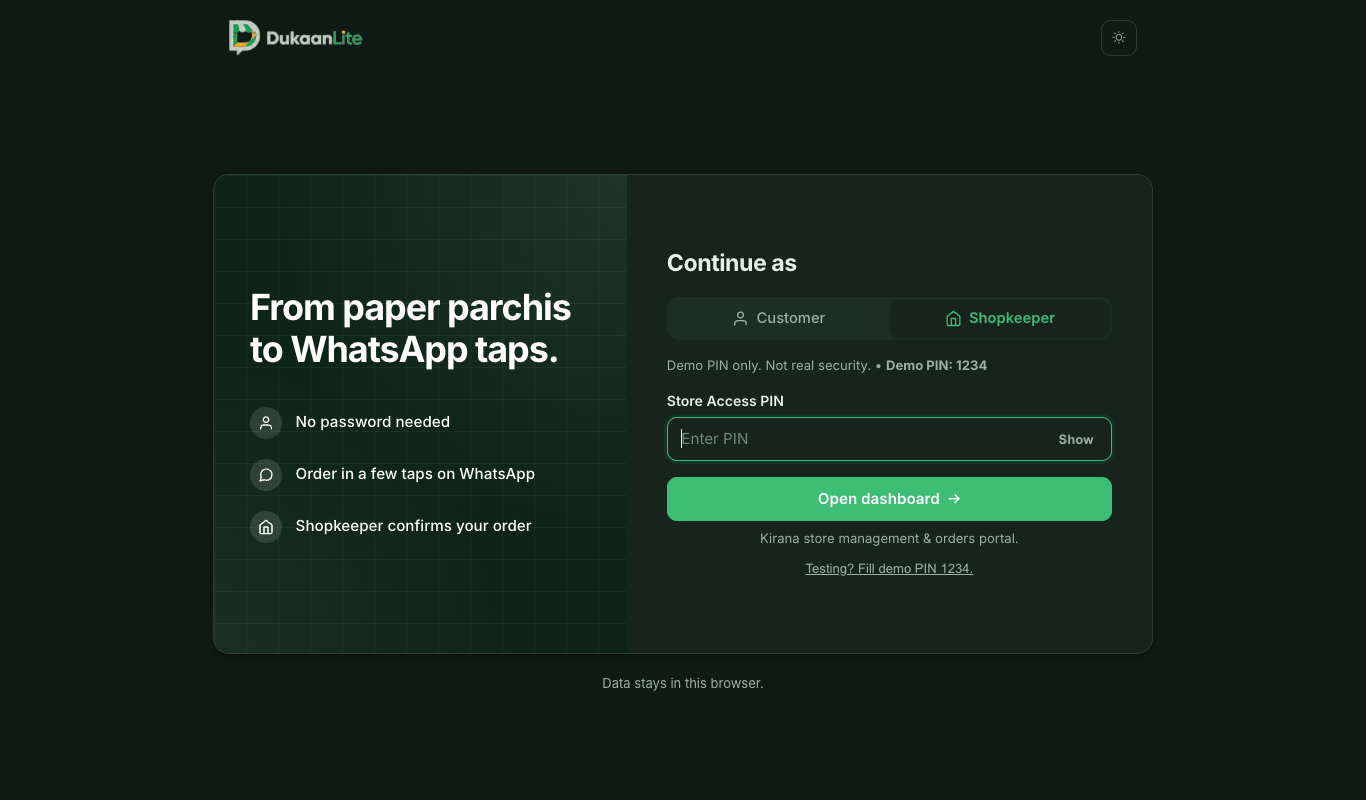 DukaanLite
From paper parchis
to WhatsApp taps.
No password needed
Order in a few taps on WhatsApp
Shopkeeper confirms your order
Continue as
Customer
Shopkeeper
Demo PIN only. Not real security. • Demo PIN: 1234
Store Access PIN
Enter PIN
Show
Open dashboard →
Kirana store management & orders portal.
Testing? Fill demo PIN 1234.
Data stays in this browser.